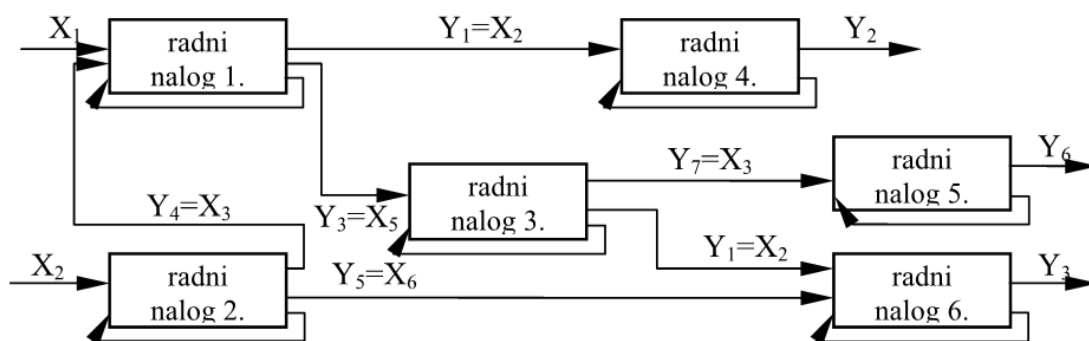 X₁
radni
nalog 1.
Y₁=X₂
radni
nalog 4.
Y₂
Y₄=X₃
Y₃=X₅
radni
nalog 3.
Y₇=X₃
radni
nalog 5.
Y₆
X₂
radni
nalog 2.
Y₅=X₆
Y₁=X₂
radni
nalog 6.
Y₃